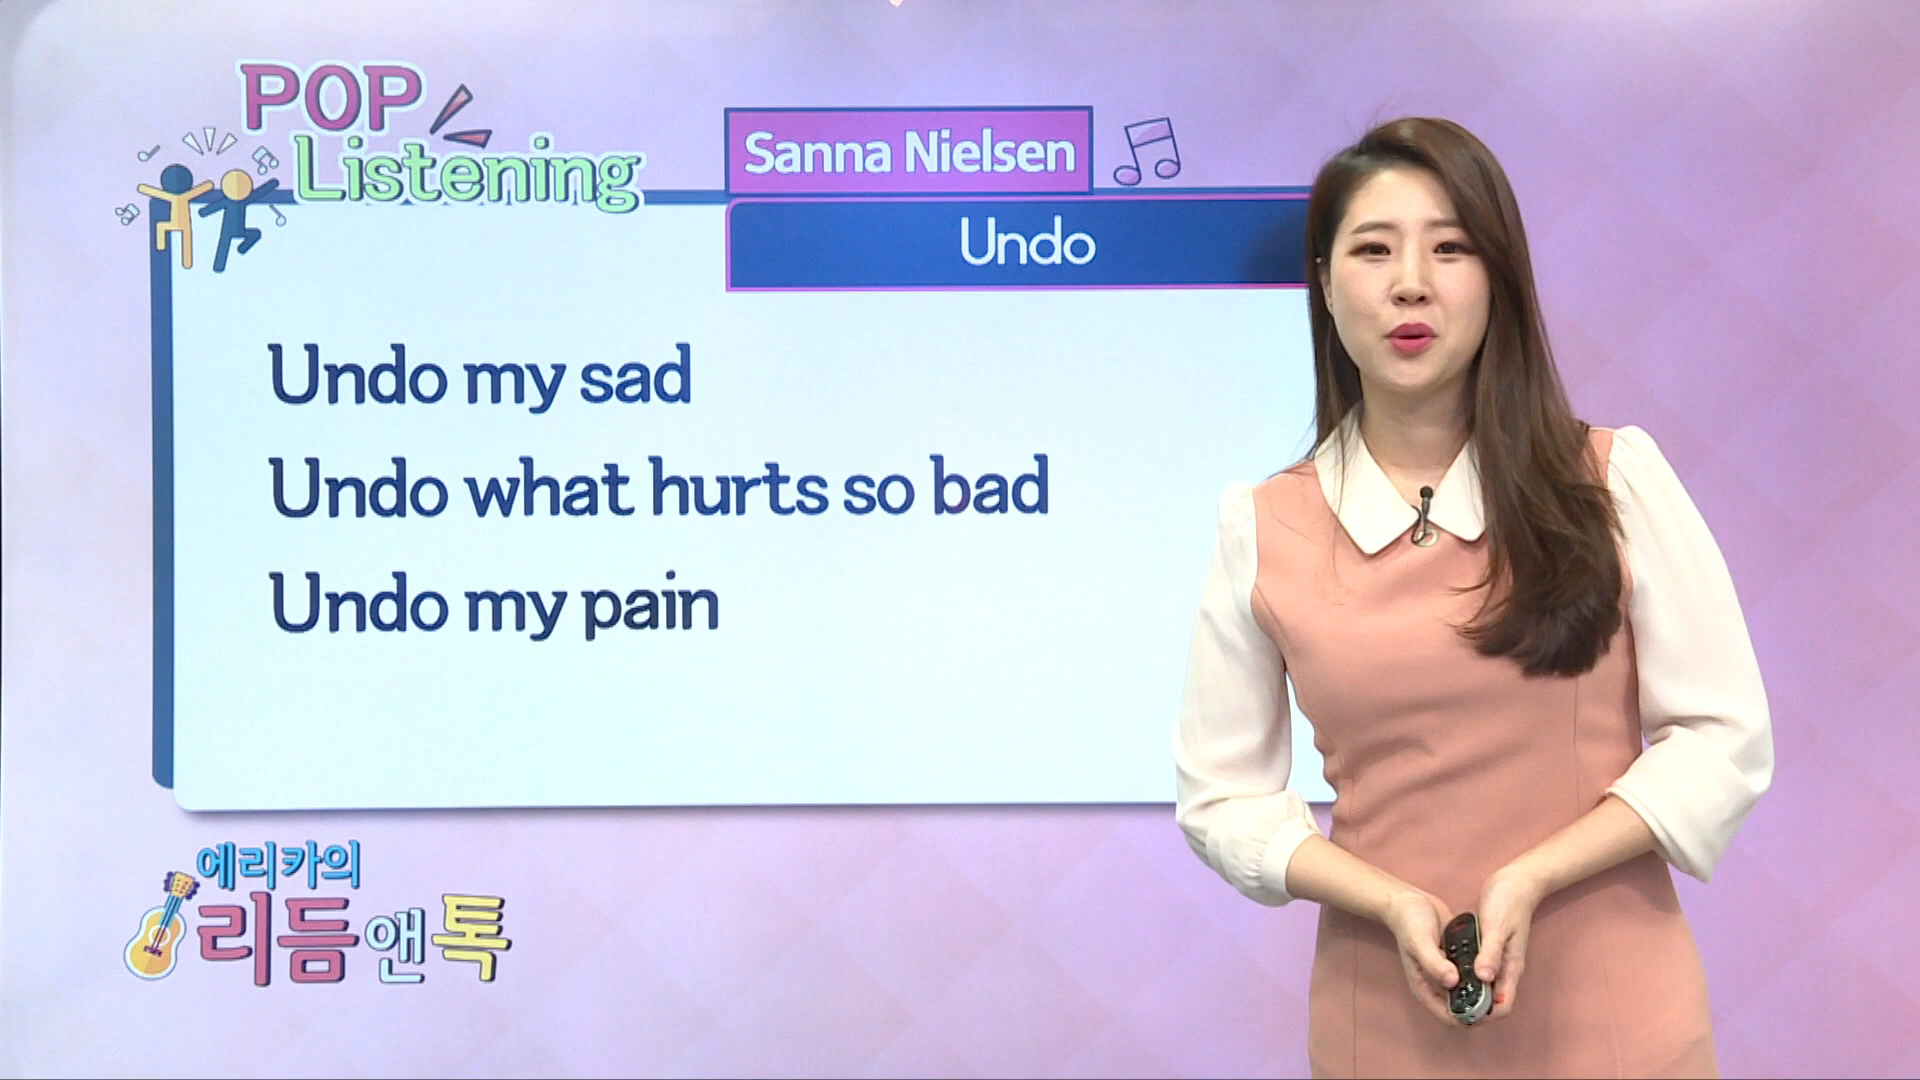 POP
Listening
Sanna Nielsen
Undo
Undo my sad
Undo what hurts so bad
Undo my pain
에리카의
리듬앤톡